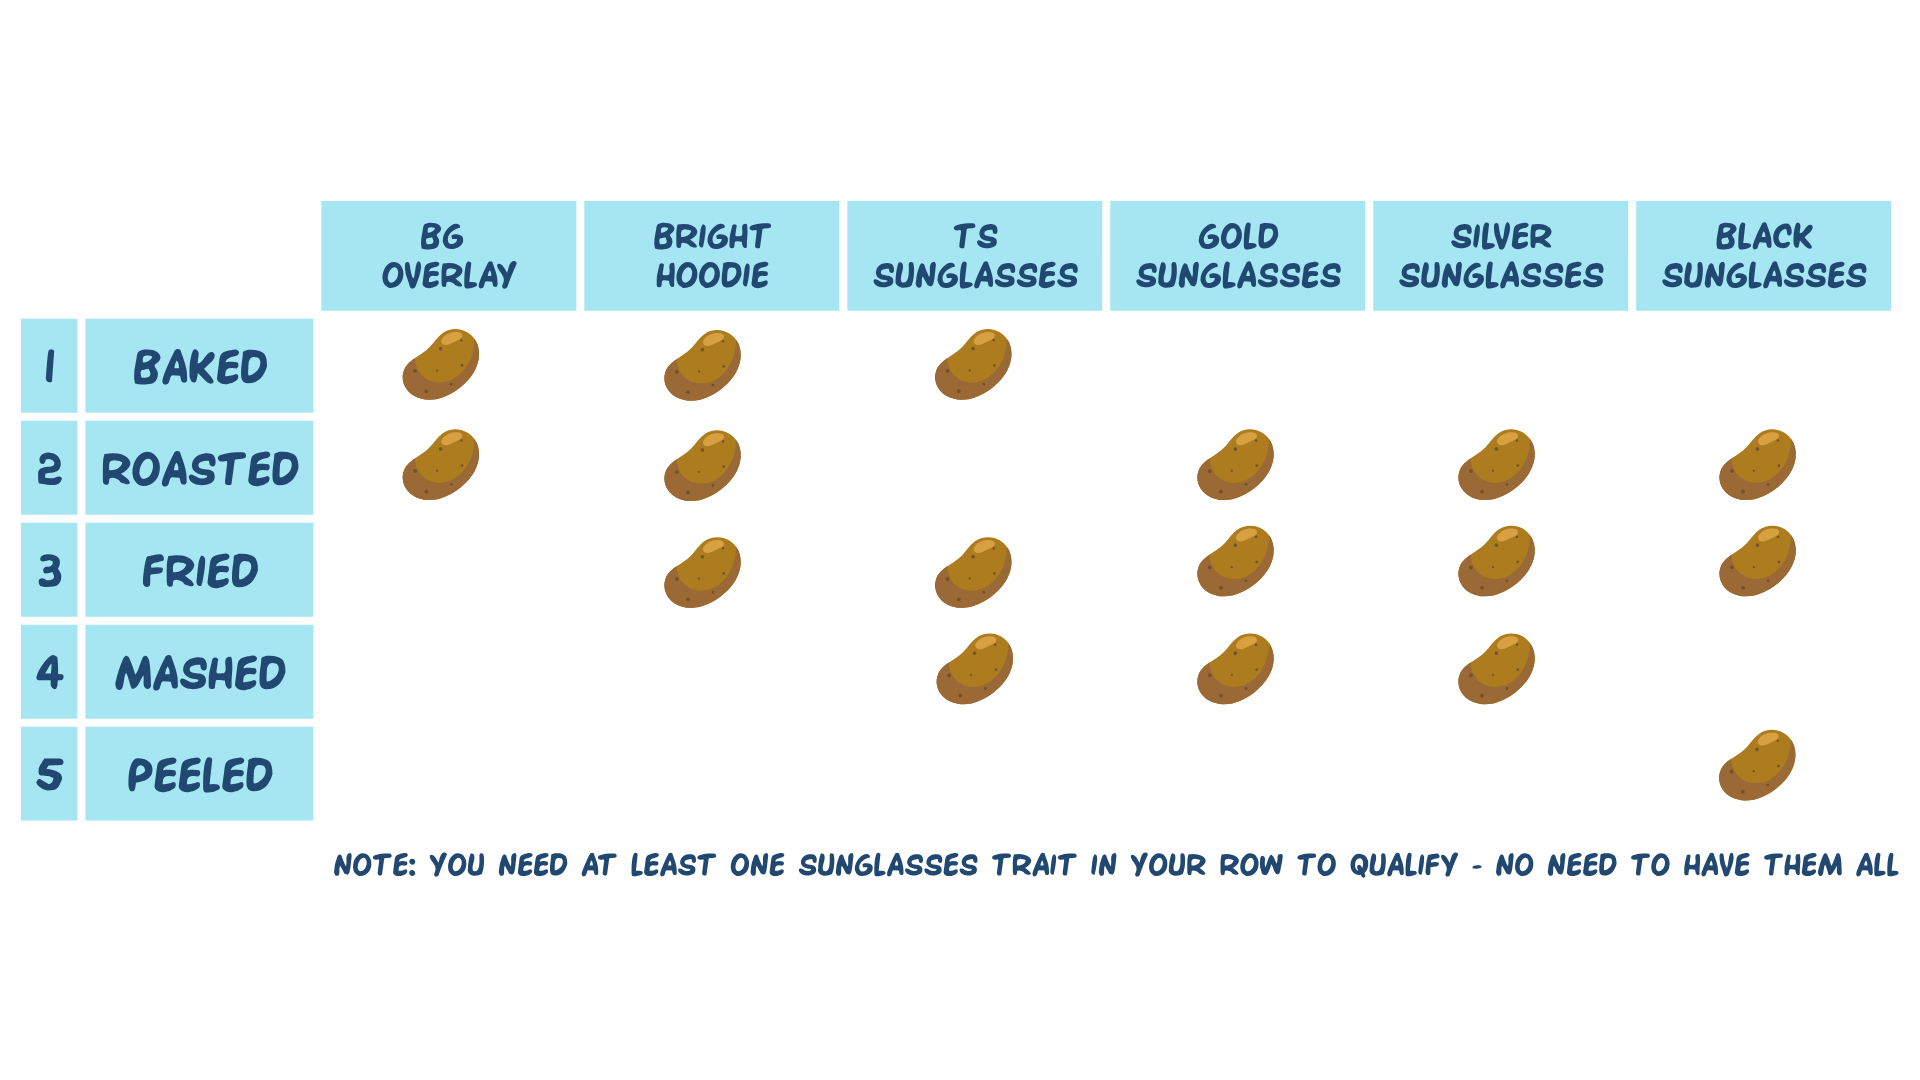 BG
OVERLAY
BRIGHT
HOODIE
TS
SUNGLASSES
GOLD
SUNGLASSES
SILVER
SUNGLASSES
BLACK
SUNGLASSES
1
BAKED
2
ROASTED
3
FRIED
4
MASHED
5
PEELED
NOTE: YOU NEED AT LEAST ONE SUNGLASSES TRAIT IN YOUR ROW TO QUALIFY - NO NEED TO HAVE THEM ALL